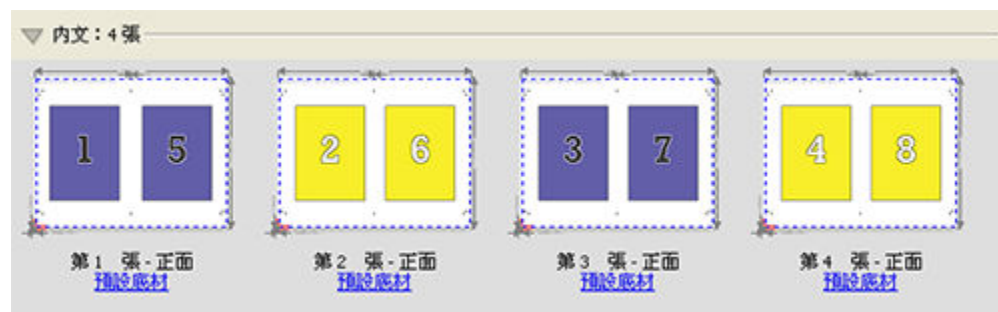 內文：4 張
1 5 2 6 3 7 4 8
第 1 張 - 正面 第 2 張 - 正面 第 3 張 - 正面 第 4 張 - 正面
預設底材 預設底材 預設底材 預設底材